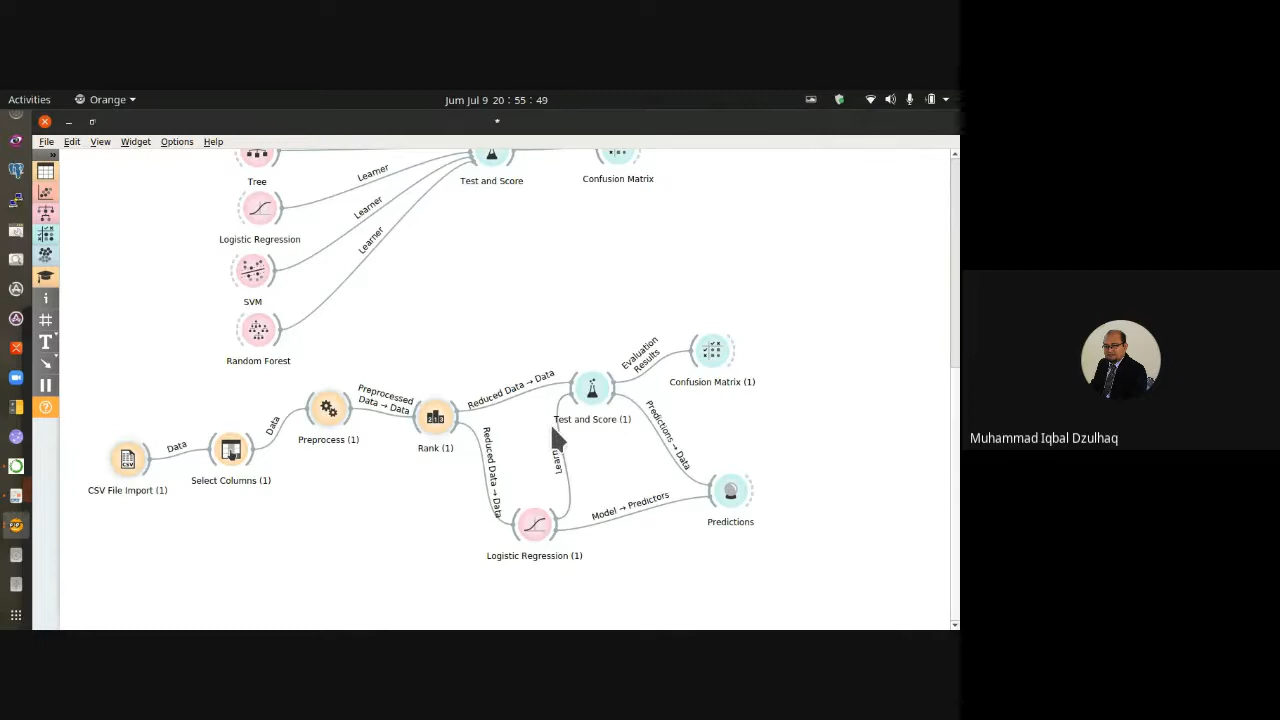 Activities
Orange
Jum Jul 9 20 : 55 : 49
*
File Edit View Widget Options Help
Tree
Test and Score
Confusion Matrix
Learner
Logistic Regression
Learner
SVM
Learner
Random Forest
Evaluation
Results
Confusion Matrix (1)
Reduced Data → Data
Preprocessed
Data → Data
Test and Score (1)
Preprocess (1)
Rank (1)
Data
Data
Select Columns (1)
CSV File Import (1)
Reduced Data → Data
Learn
Predictions → Data
Model → Predictors
Predictions
Logistic Regression (1)
Muhammad Iqbal Dzulhaq